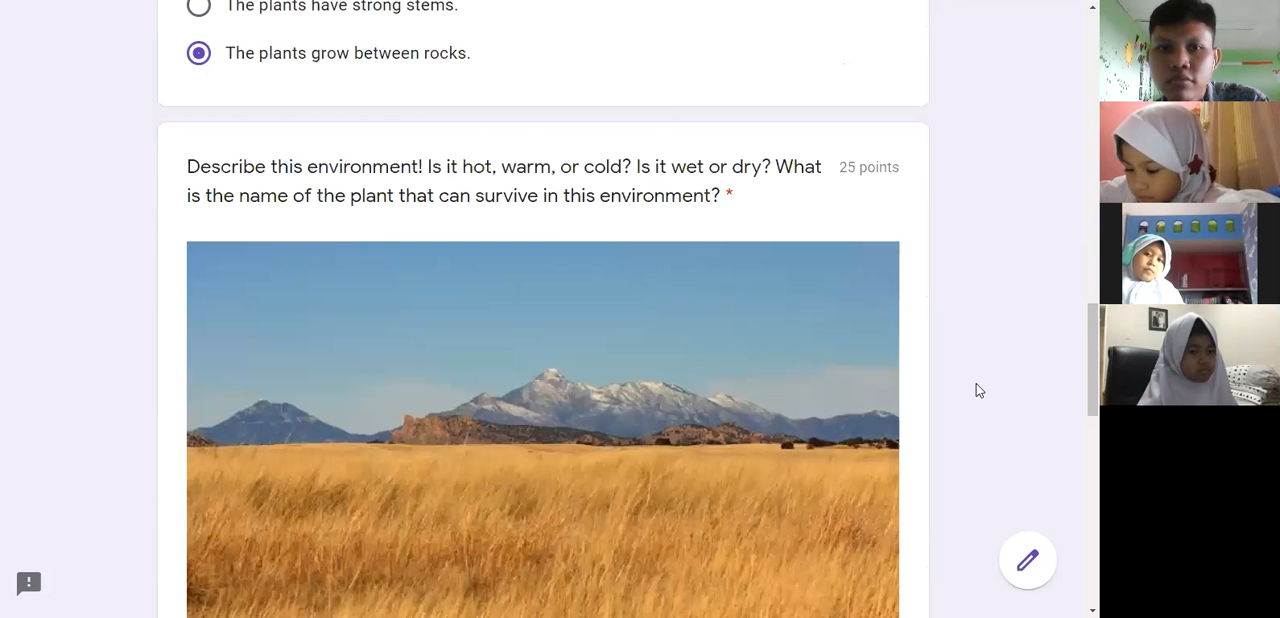 The plants have strong stems.
The plants grow between rocks.
Describe this environment! Is it hot, warm, or cold? Is it wet or dry? What
25 points
is the name of the plant that can survive in this environment? *